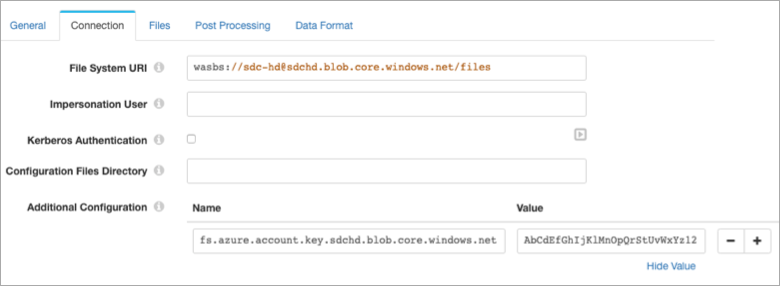 General Connection Files Post Processing Data Format
File System URI wasbs://sdc-hd@sdchd.blob.core.windows.net/files
Impersonation User
Kerberos Authentication
Configuration Files Directory
Additional Configuration Name Value
fs.azure.account.key.sdchd.blob.core.windows.net AbCdEfGhIjKlMnOpQrStUvWxYz12
Hide Value